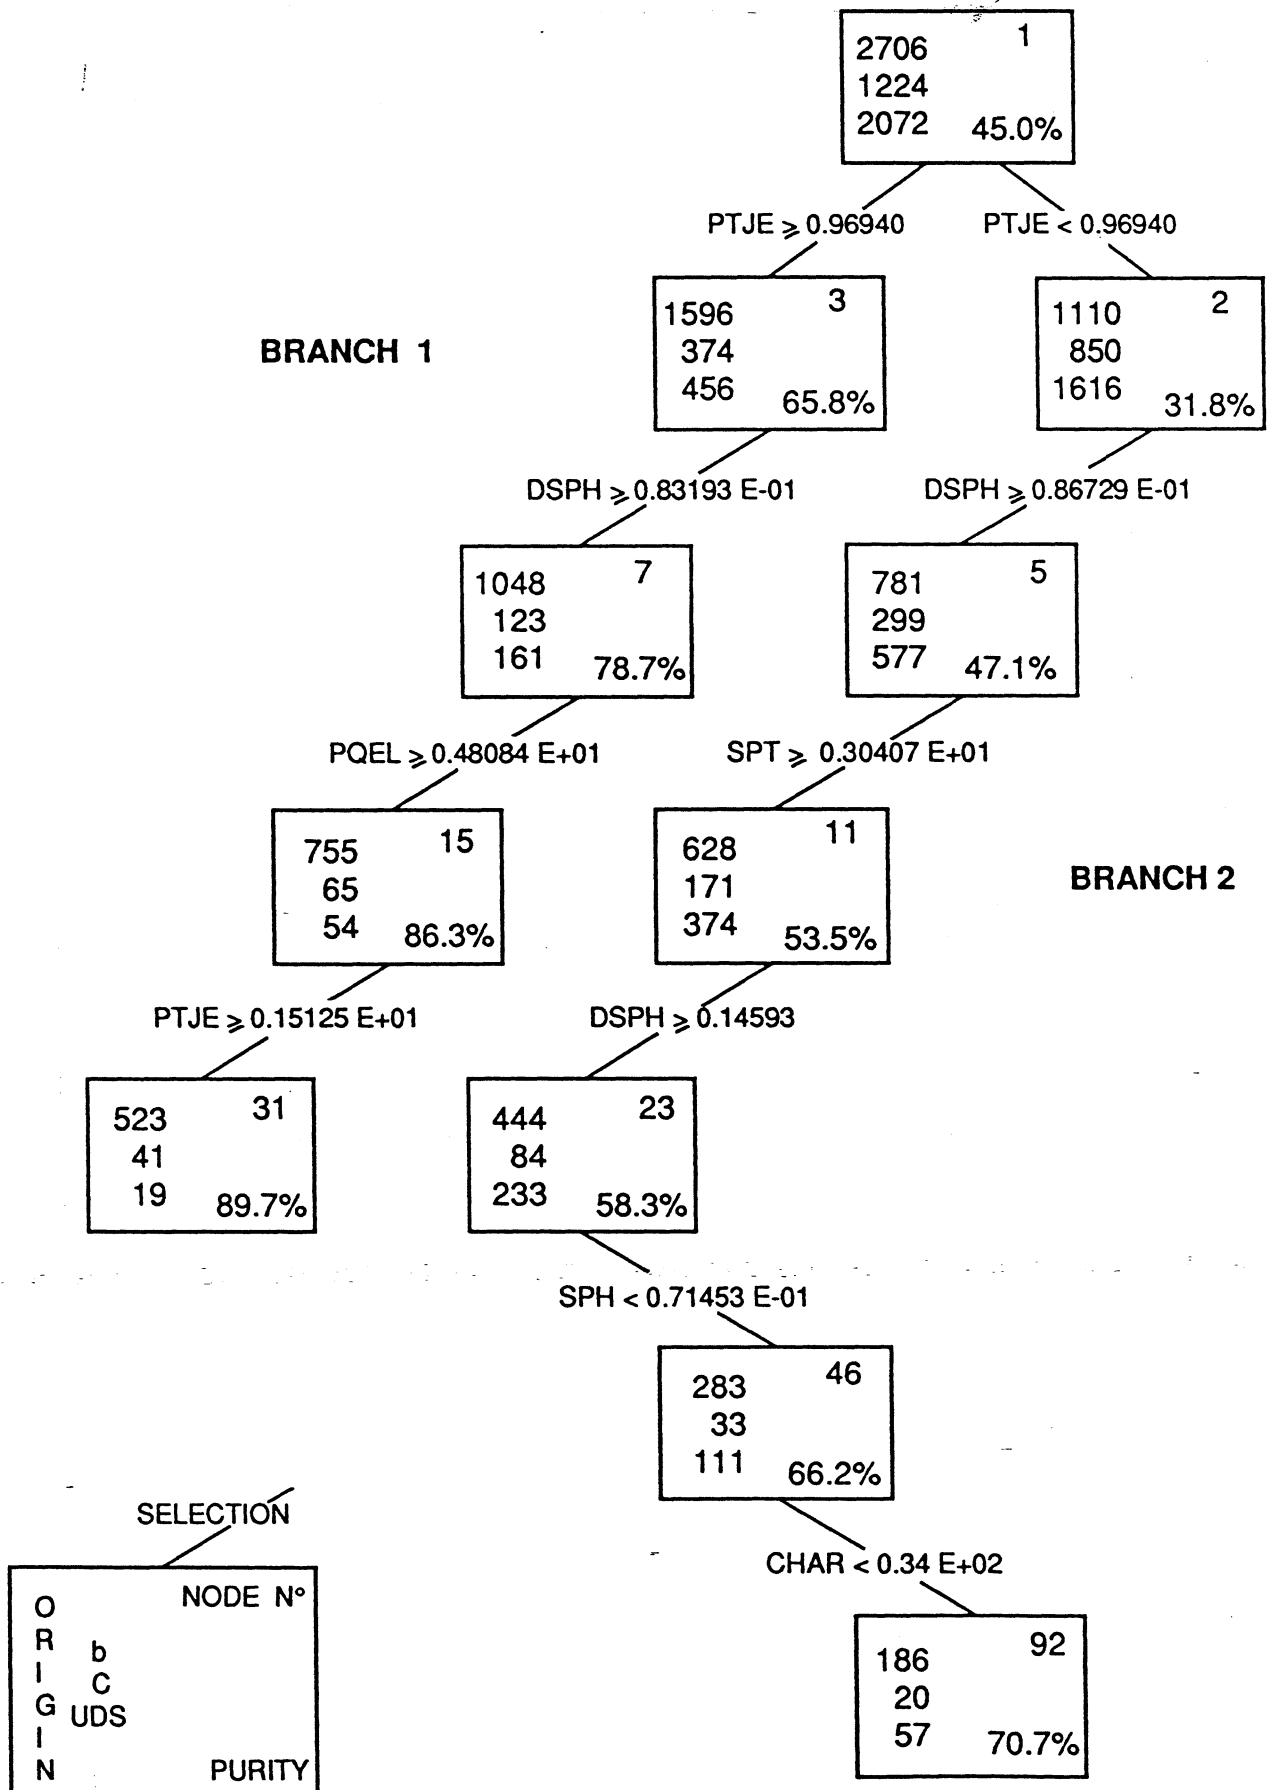 2706 1
1224
2072 45.0%
PTJE ⩾ 0.96940 PTJE < 0.96940
1596 3
374
456 65.8%
1110 2
850
1616 31.8%
BRANCH 1
DSPH ⩾ 0.83193 E-01 DSPH ⩾ 0.86729 E-01
1048 7
123
161 78.7%
781 5
299
577 47.1%
PQEL ⩾ 0.48084 E+01 SPT ⩾ 0.30407 E+01
755 15
65
54 86.3%
628 11
171
374 53.5%
BRANCH 2
PTJE ⩾ 0.15125 E+01 DSPH ⩾ 0.14593
523 31
41
19 89.7%
444 23
84
233 58.3%
SPH < 0.71453 E-01
283 46
33
111 66.2%
CHAR < 0.34 E+02
186 92
20
57 70.7%
SELECTION
NODE Nº
ORIGIN
b
C
UDS
PURITY